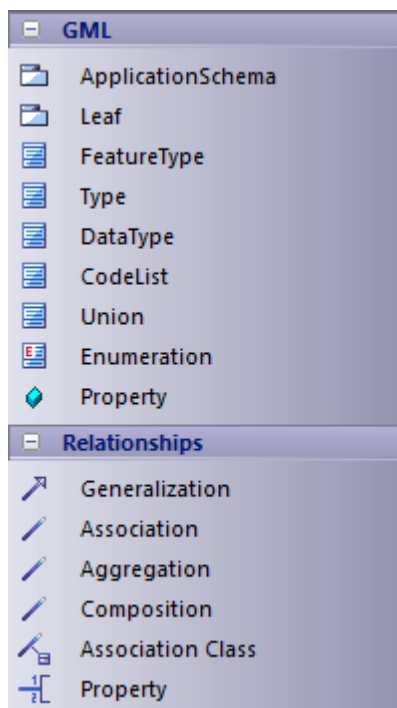 GML
ApplicationSchema
Leaf
FeatureType
Type
DataType
CodeList
Union
Enumeration
Property
Relationships
Generalization
Association
Aggregation
Composition
Association Class
Property